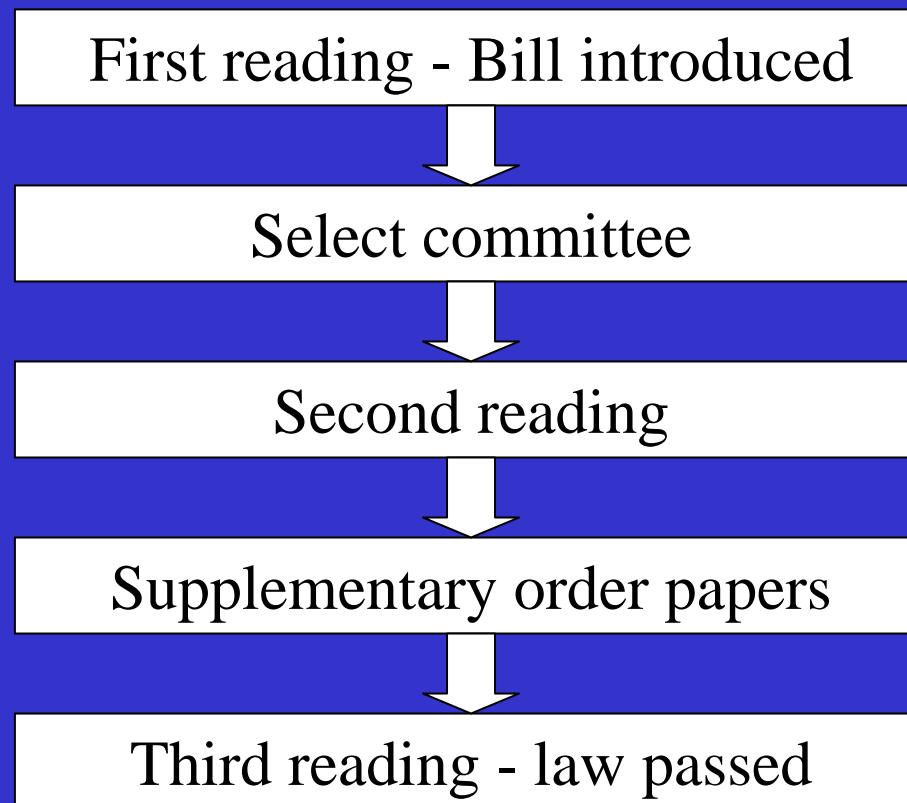 First reading - Bill introduced
Select committee
Second reading
Supplementary order papers
Third reading - law passed